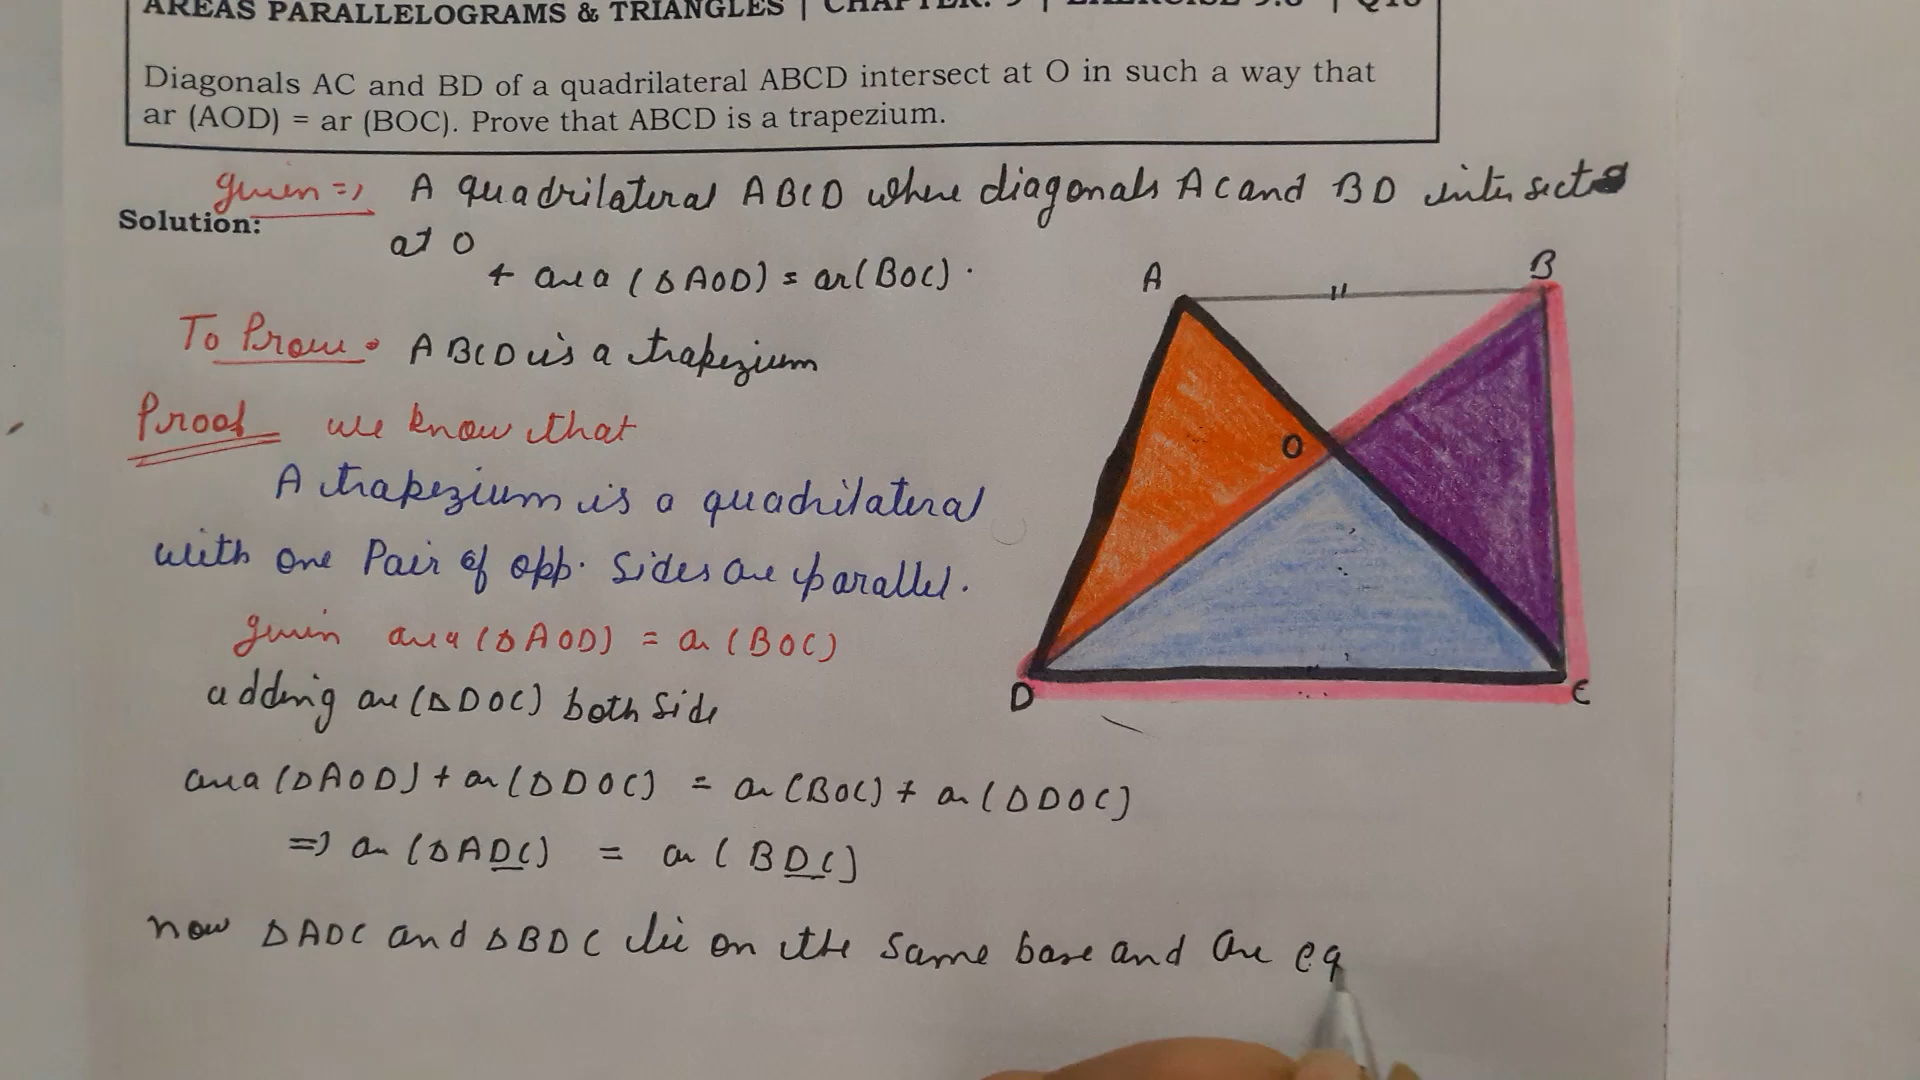 AREAS PARALLELOGRAMS & TRIANGLES | CHAPTER: 9 | EXERCISE 9.3 | Q15
Diagonals AC and BD of a quadrilateral ABCD intersect at O in such a way that
ar (AOD) = ar (BOC). Prove that ABCD is a trapezium.
given => A quadrilateral ABCD where diagonals AC and BD intersects
Solution:
at O
+ area (ΔAOD) = ar(BOC).
To Prove. ABCD is a trapezium
Proof we know that
A trapezium is a quadrilateral
with one Pair of opp. Sides are parallel.
given area (ΔAOD) = ar (BOC)
adding ar (ΔDOC) both side
area (ΔAOD) + ar (ΔDOC) = ar (BOC) + ar (ΔDOC)
=> ar (ΔADC) = ar (BDC)
now ΔADC and ΔBDC lie on the same base and are eq
A
B
O
D
C